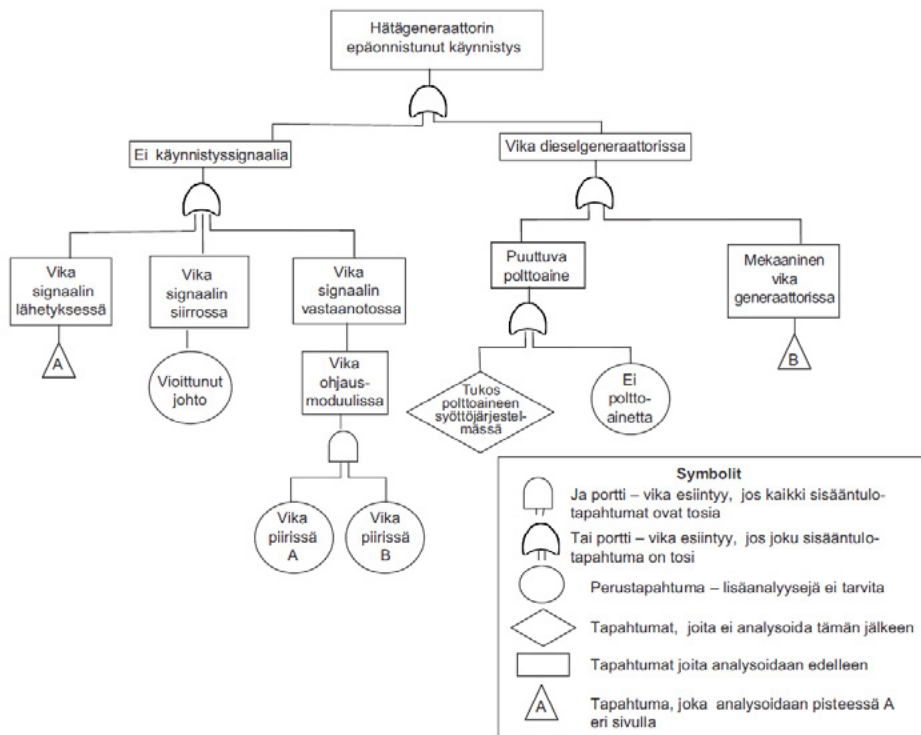 Hätägeneraattorin
epäonnistunut käynnistys
Ei käynnistyssignaalia
Vika dieselgeneraattorissa
Vika
signaalin
lähetyksessä
Vika
signaalin
siirrossa
Vika
signaalin
vastaanotossa
Puuttuva
polttoaine
Mekaaninen
vika
generaattorissa
A
Vioittunut
johto
Vika
ohjaus-
moduulissa
Tukos
polttoaineen
syöttöjärjestel-
mässä
Ei
poltto-
ainetta
B
Vika
piirissä
A
Vika
piirissä
B
Symbolit
Ja portti – vika esiintyy, jos kaikki sisääntulo-
tapahtumat ovat tosia
Tai portti – vika esiintyy, jos joku sisääntulo-
tapahtuma on tosi
Perustapahtuma – lisäanalyysejä ei tarvita
Tapahtumat, joita ei analysoida tämän jälkeen
Tapahtumat joita analysoidaan edelleen
A
Tapahtuma, joka analysoidaan pisteessä A
eri sivulla